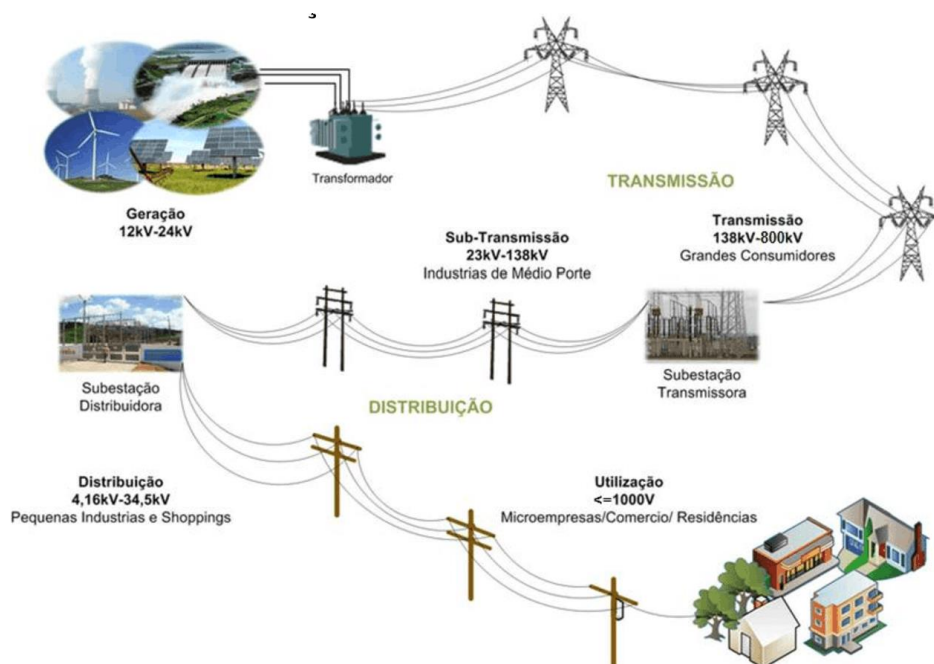 Transformador
TRANSMISSÃO
Geração
12kV-24kV
Sub-Transmissão
23kV-138kV
Industrias de Médio Porte
Transmissão
138kV-800kV
Grandes Consumidores
Subestação
Distribuidora
Subestação
Transmissora
DISTRIBUIÇÃO
Distribuição
4,16kV-34,5kV
Pequenas Industrias e Shoppings
Utilização
<=1000V
Microempresas/Comercio/ Residências